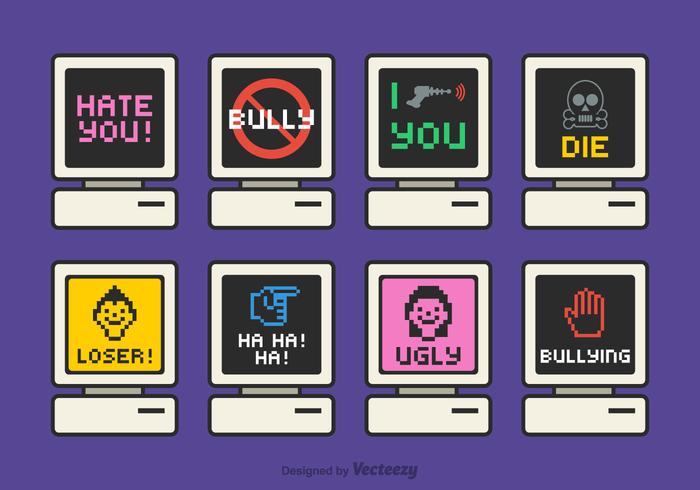 HATE
YOU!
BULLY
I
YOU
DIE
LOSER!
HA HA!
HA!
UGLY
BULLYING
Designed by Vecteezy